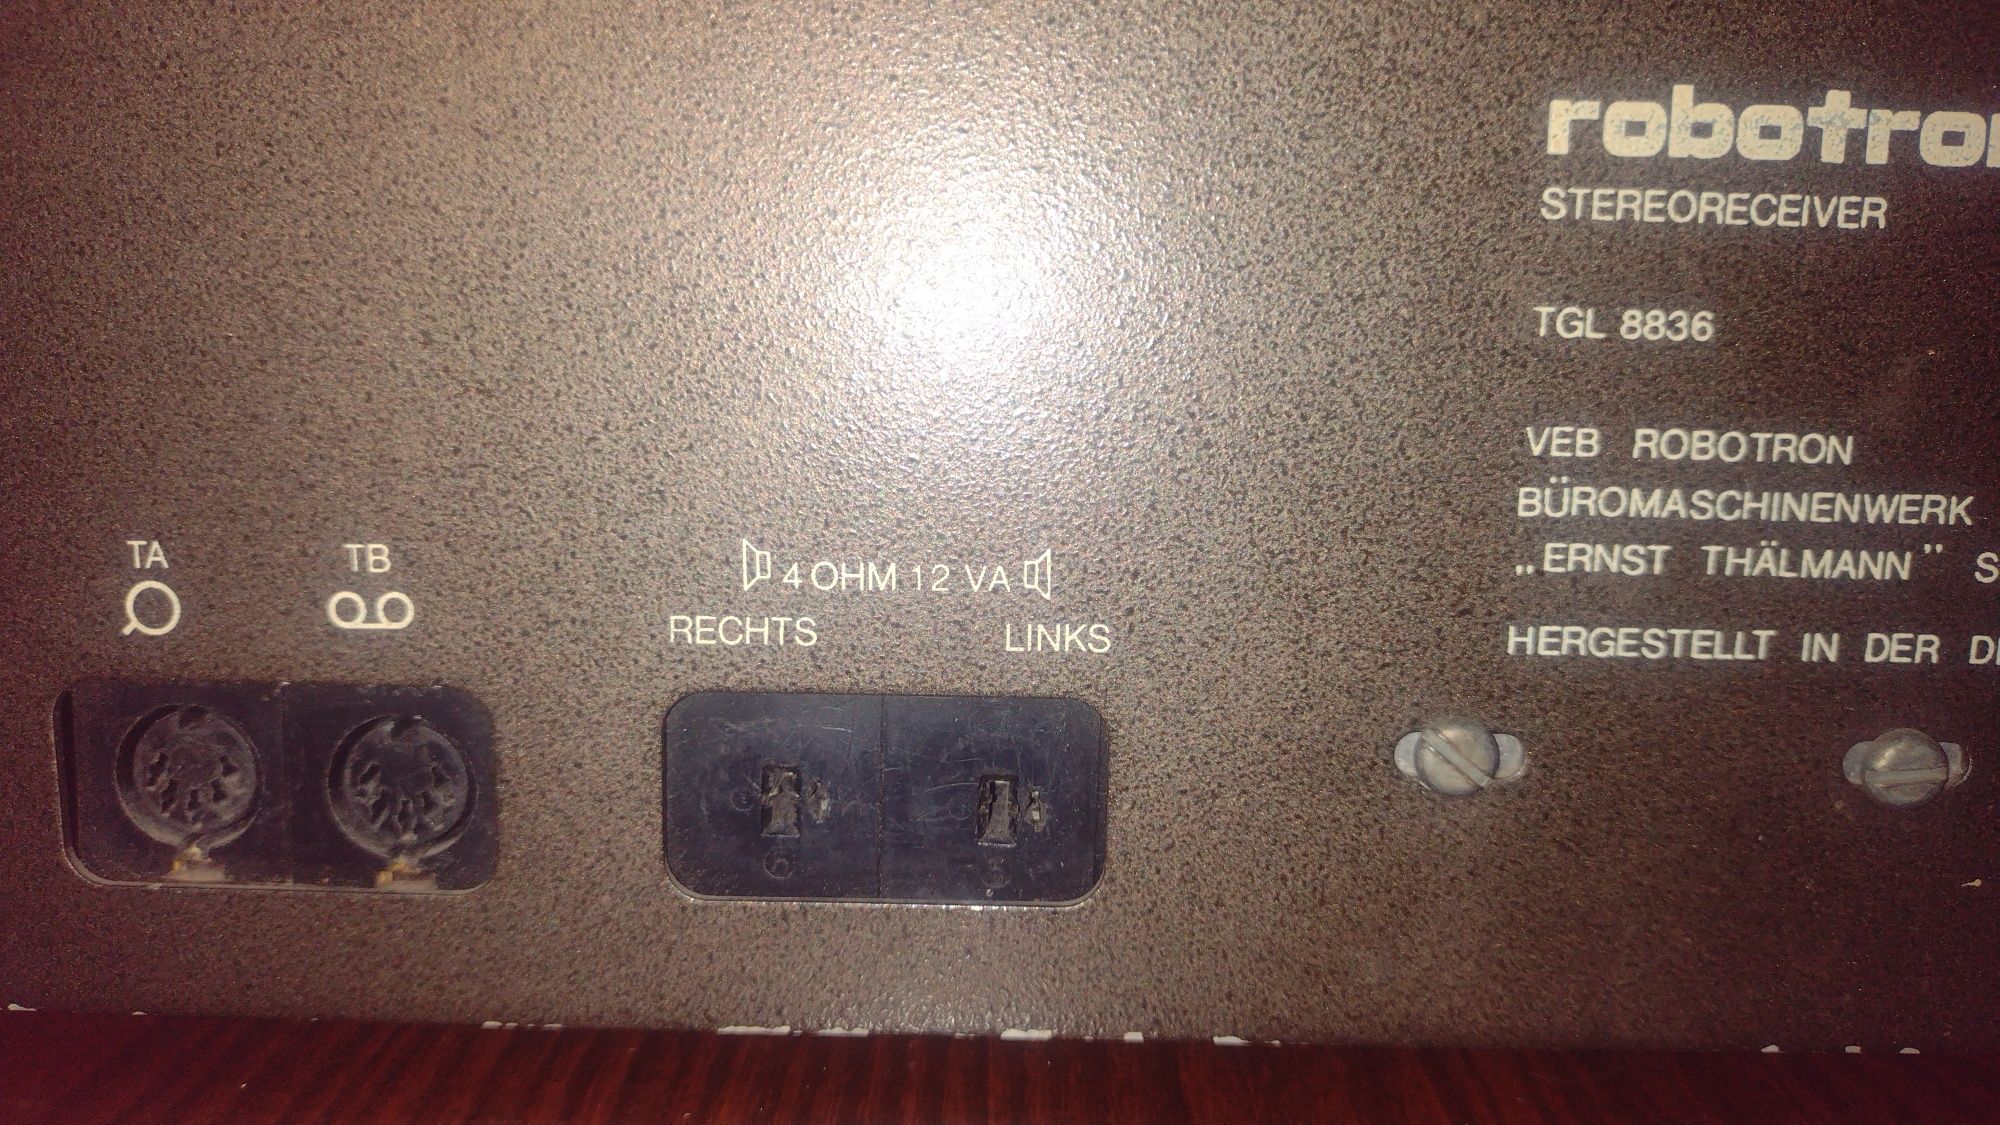 robotron
STEREORECEIVER
TGL 8836
VEB ROBOTRON
BÜROMASCHINENWERK
„ERNST THÄLMANN" S
HERGESTELLT IN DER D
TA
TB
4 OHM 12 VA
RECHTS
LINKS